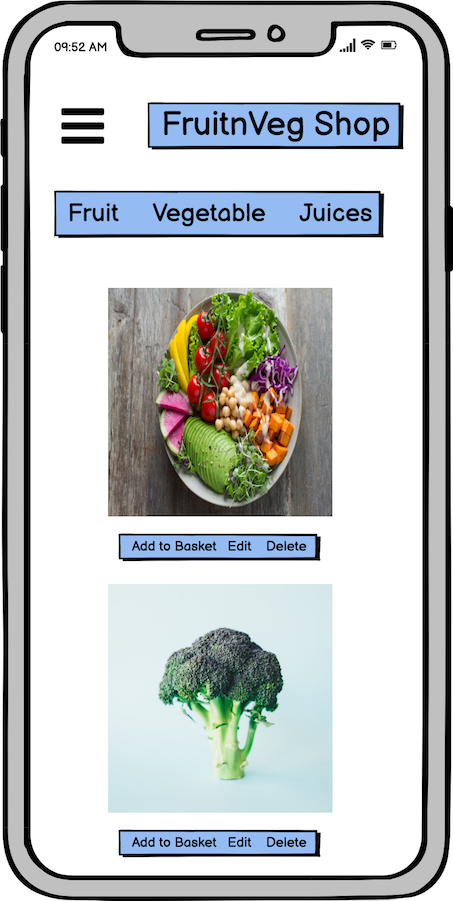 09:52 AM
FruitnVeg Shop
Fruit Vegetable Juices
Add to Basket Edit Delete
Add to Basket Edit Delete